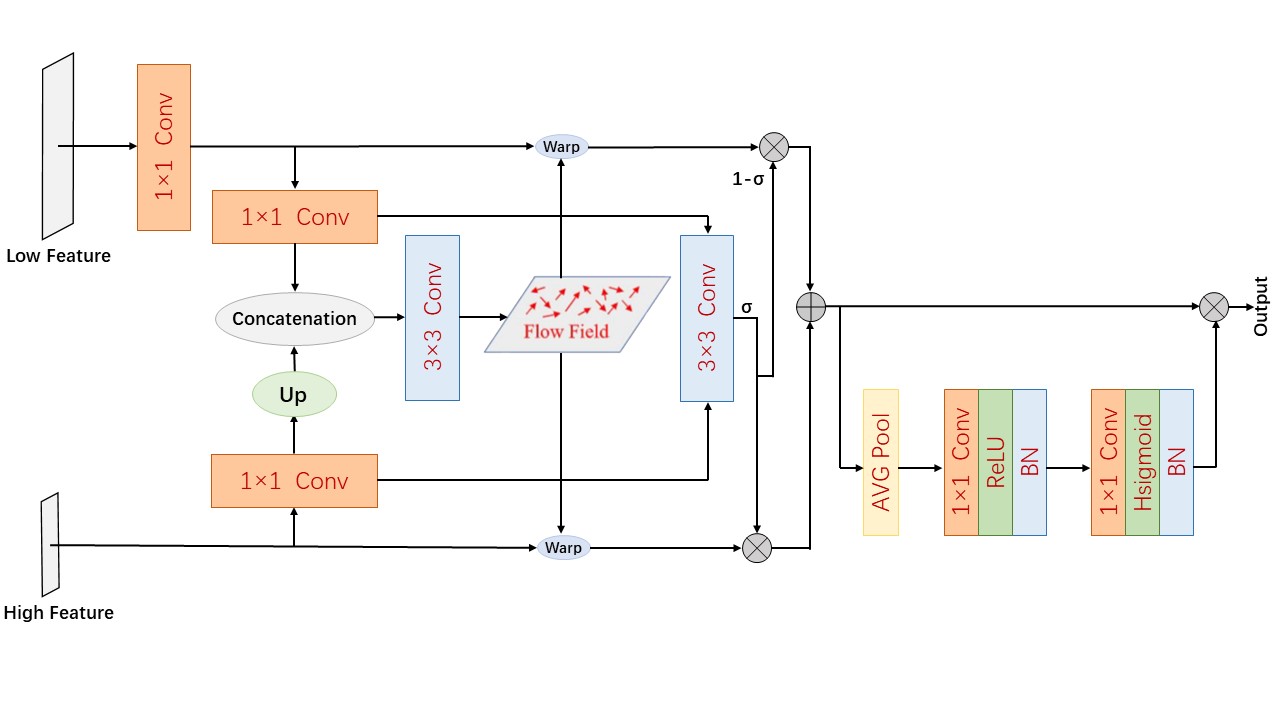 Low Feature
1×1 Conv
1×1 Conv
Concatenation
Up
1×1 Conv
High Feature
3×3 Conv
Warp
Flow Field
Warp
3×3 Conv
1-σ
σ
AVG Pool
1×1 Conv
ReLU
BN
1×1 Conv
Hsigmoid
BN
Output